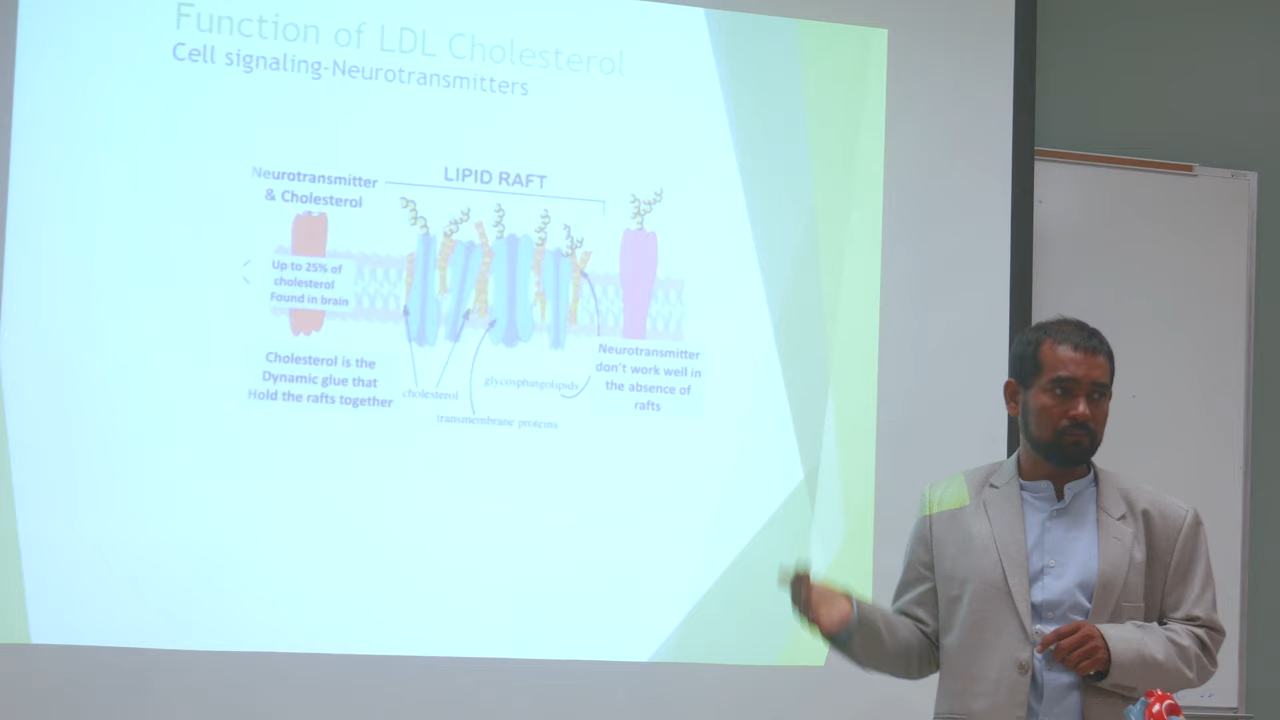 Function of LDL Cholesterol
Cell signaling-Neurotransmitters
Neurotransmitter
& Cholesterol
LIPID RAFT
Up to 25% of
cholesterol
Found in brain
Cholesterol is the
Dynamic glue that
Hold the rafts together
cholesterol
transmembrane proteins
glycosphingolipids
Neurotransmitter
don't work well in
the absence of
rafts